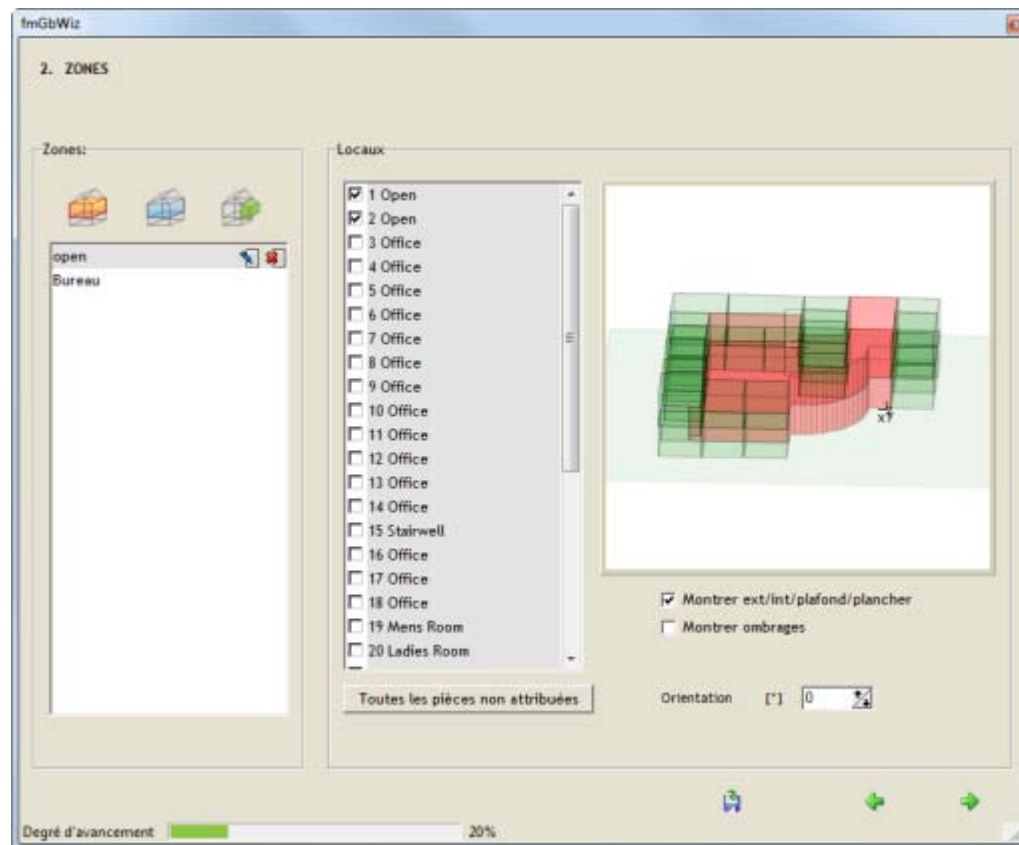 fmGbWiz
2. ZONES
Zones:
open
Bureau
Locaux
1 Open
2 Open
3 Office
4 Office
5 Office
6 Office
7 Office
8 Office
9 Office
10 Office
11 Office
12 Office
13 Office
14 Office
15 Stairwell
16 Office
17 Office
18 Office
19 Mens Room
20 Ladies Room
Toutes les pièces non attribuées
xY
Montrer ext/int/plafond/plancher
Montrer ombrages
Orientation [°] 0
Degré d'avancement 20%